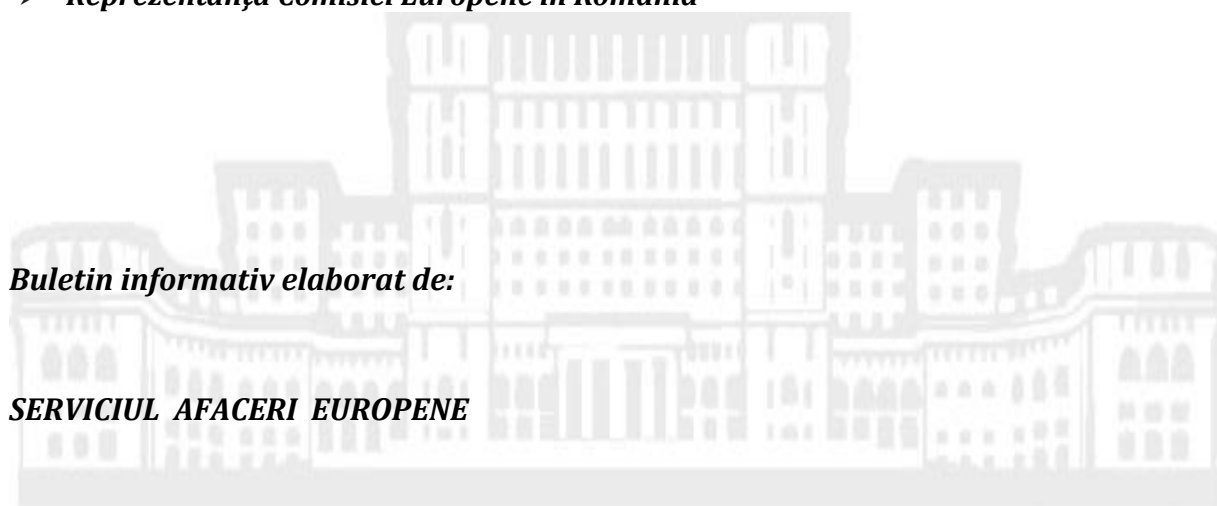 ➢ Reprezentanța Comisiei Europene în România
Buletin informativ elaborat de:
SERVICIUL AFACERI EUROPENE